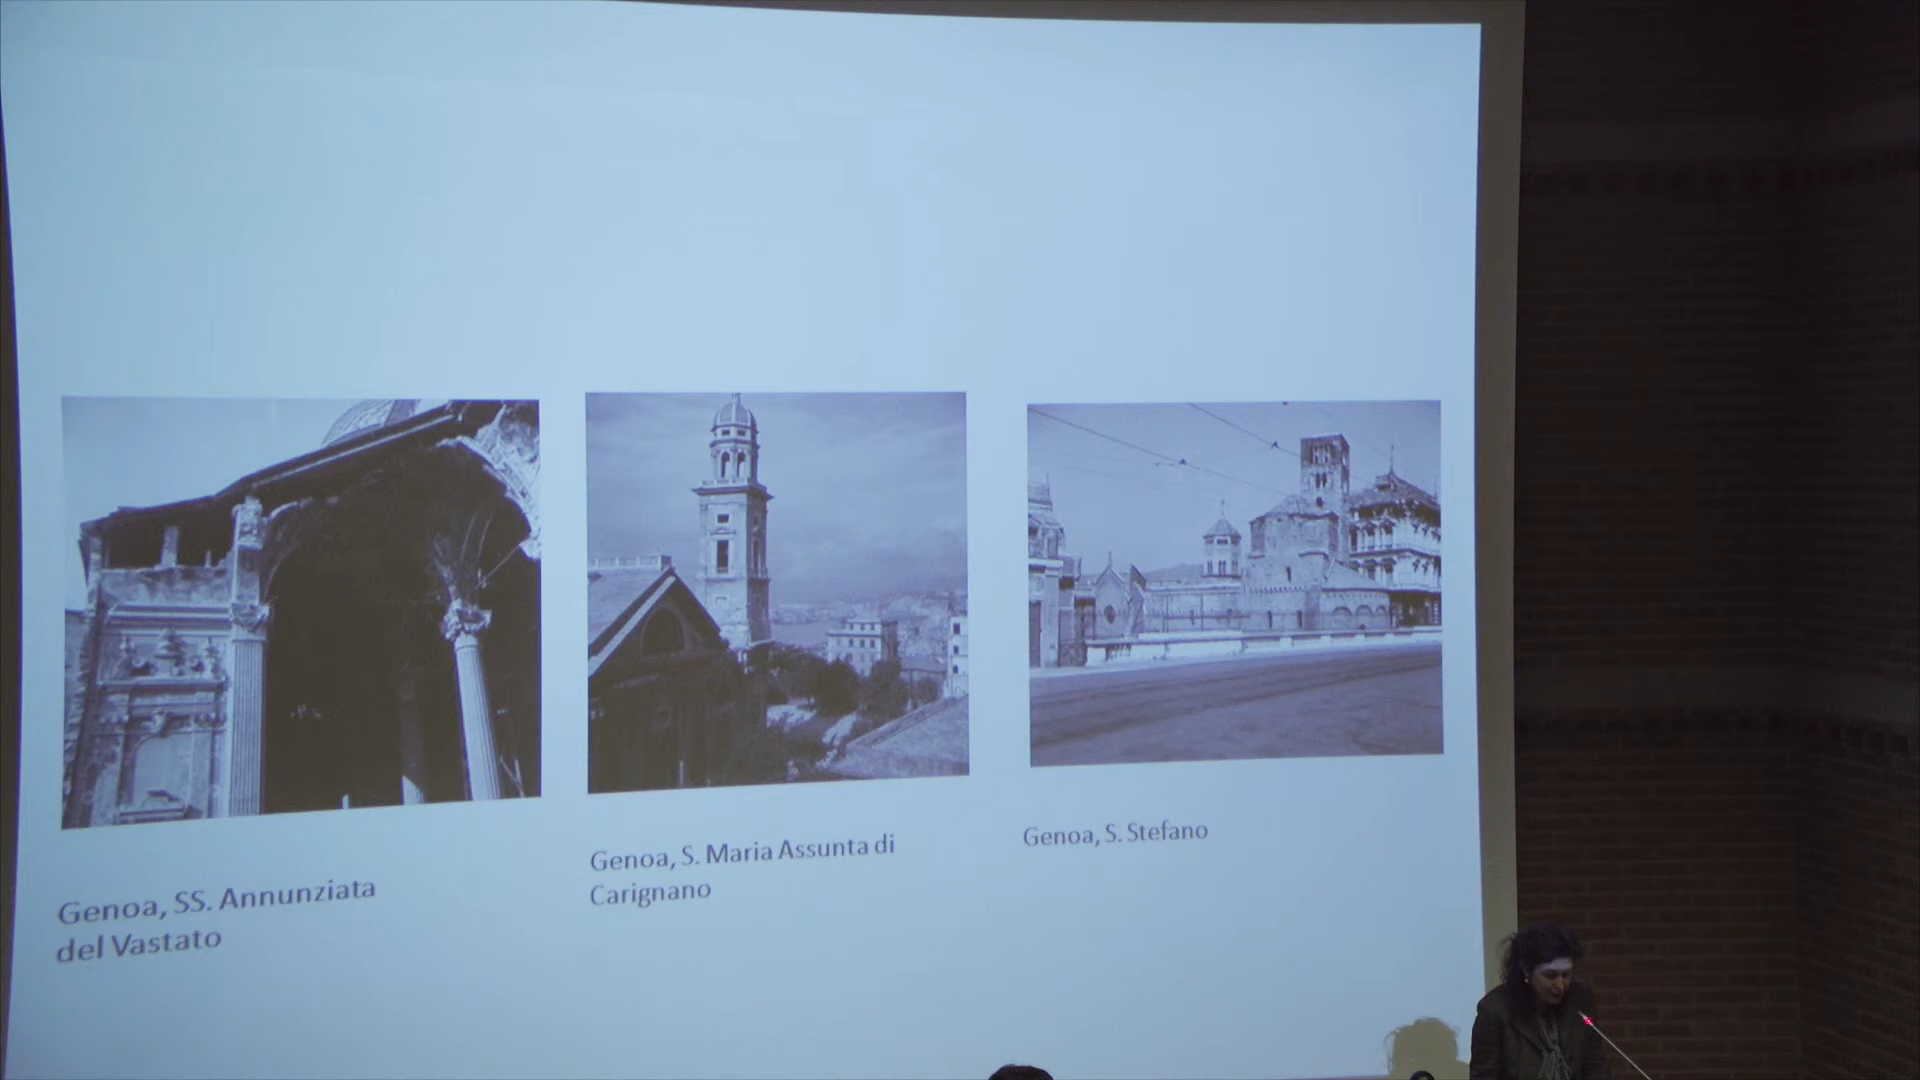 Genoa, SS. Annunziata
del Vastato
Genoa, S. Maria Assunta di
Carignano
Genoa, S. Stefano